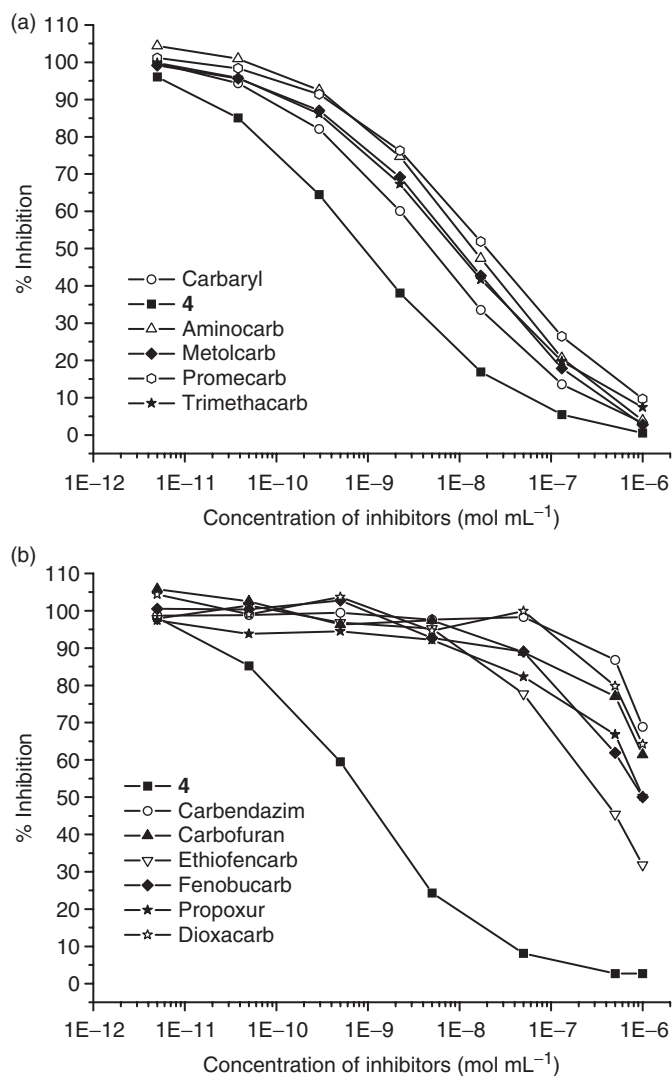 (a)
110
100
90
80
70
60
50
40
30
20
10
0
% Inhibition
Carbaryl
4
Aminocarb
Metolcarb
Promecarb
Trimethacarb
1E−12 1E−11 1E−10 1E−9 1E−8 1E−7 1E−6
Concentration of inhibitors (mol mL−1)
(b)
110
100
90
80
70
60
50
40
30
20
10
0
% Inhibition
4
Carbendazim
Carbofuran
Ethiofencarb
Fenobucarb
Propoxur
Dioxacarb
1E−12 1E−11 1E−10 1E−9 1E−8 1E−7 1E−6
Concentration of inhibitors (mol mL−1)